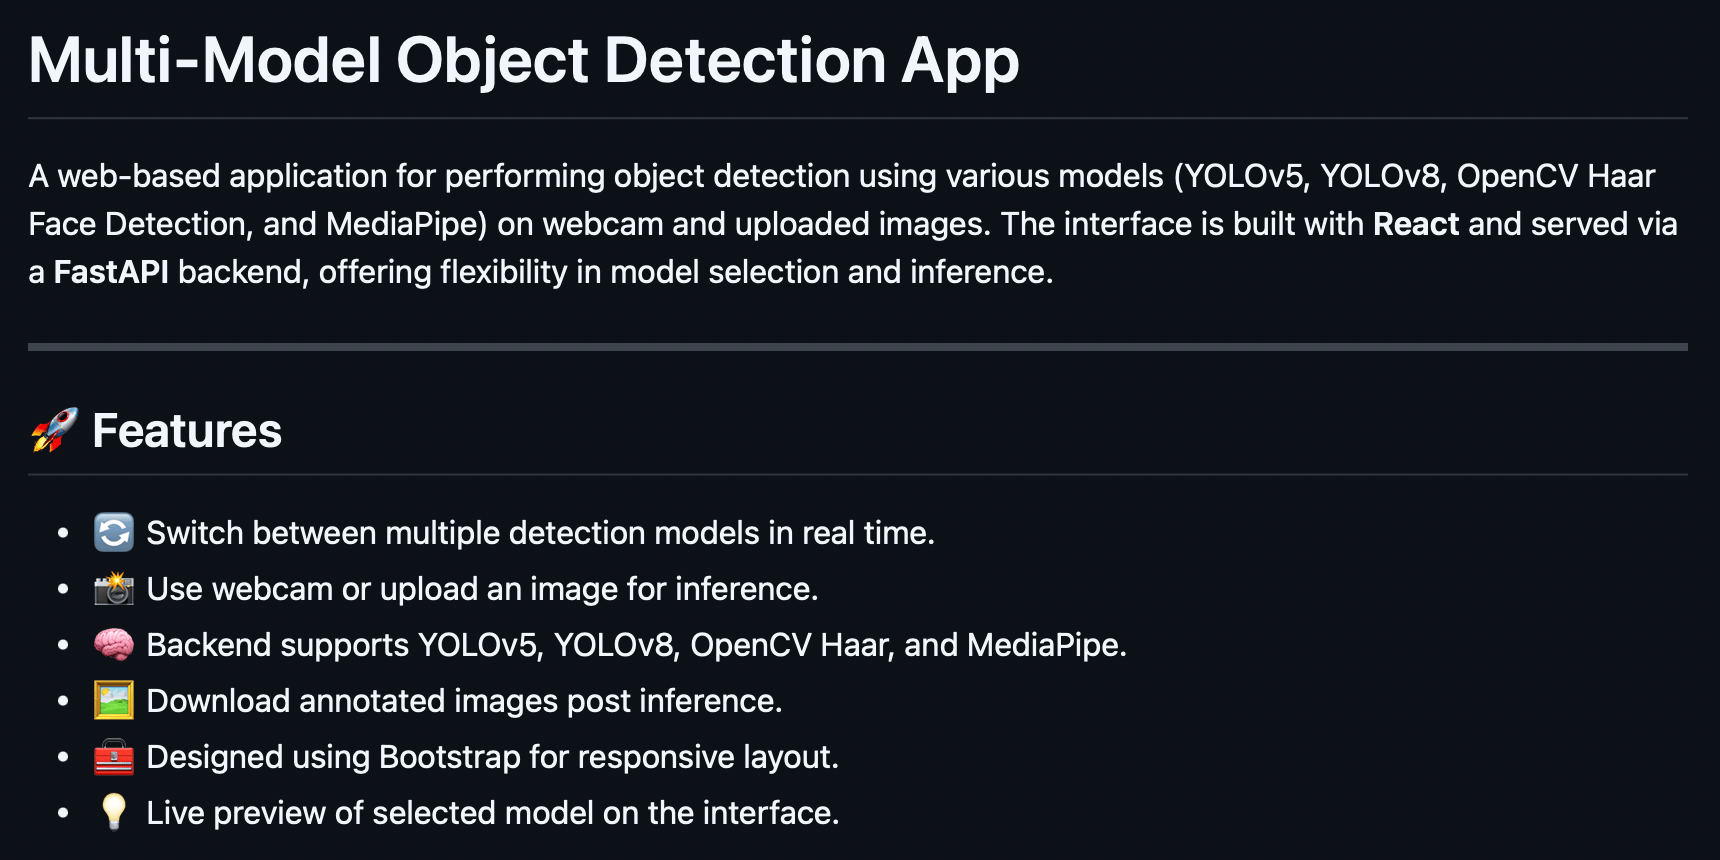 Multi-Model Object Detection App
A web-based application for performing object detection using various models (YOLOv5, YOLOv8, OpenCV Haar
Face Detection, and MediaPipe) on webcam and uploaded images. The interface is built with React and served via
a FastAPI backend, offering flexibility in model selection and inference.
🚀 Features
• 🔄 Switch between multiple detection models in real time.
• 📸 Use webcam or upload an image for inference.
• 🧠 Backend supports YOLOv5, YOLOv8, OpenCV Haar, and MediaPipe.
• 🖼️ Download annotated images post inference.
• 🧰 Designed using Bootstrap for responsive layout.
• 💡 Live preview of selected model on the interface.